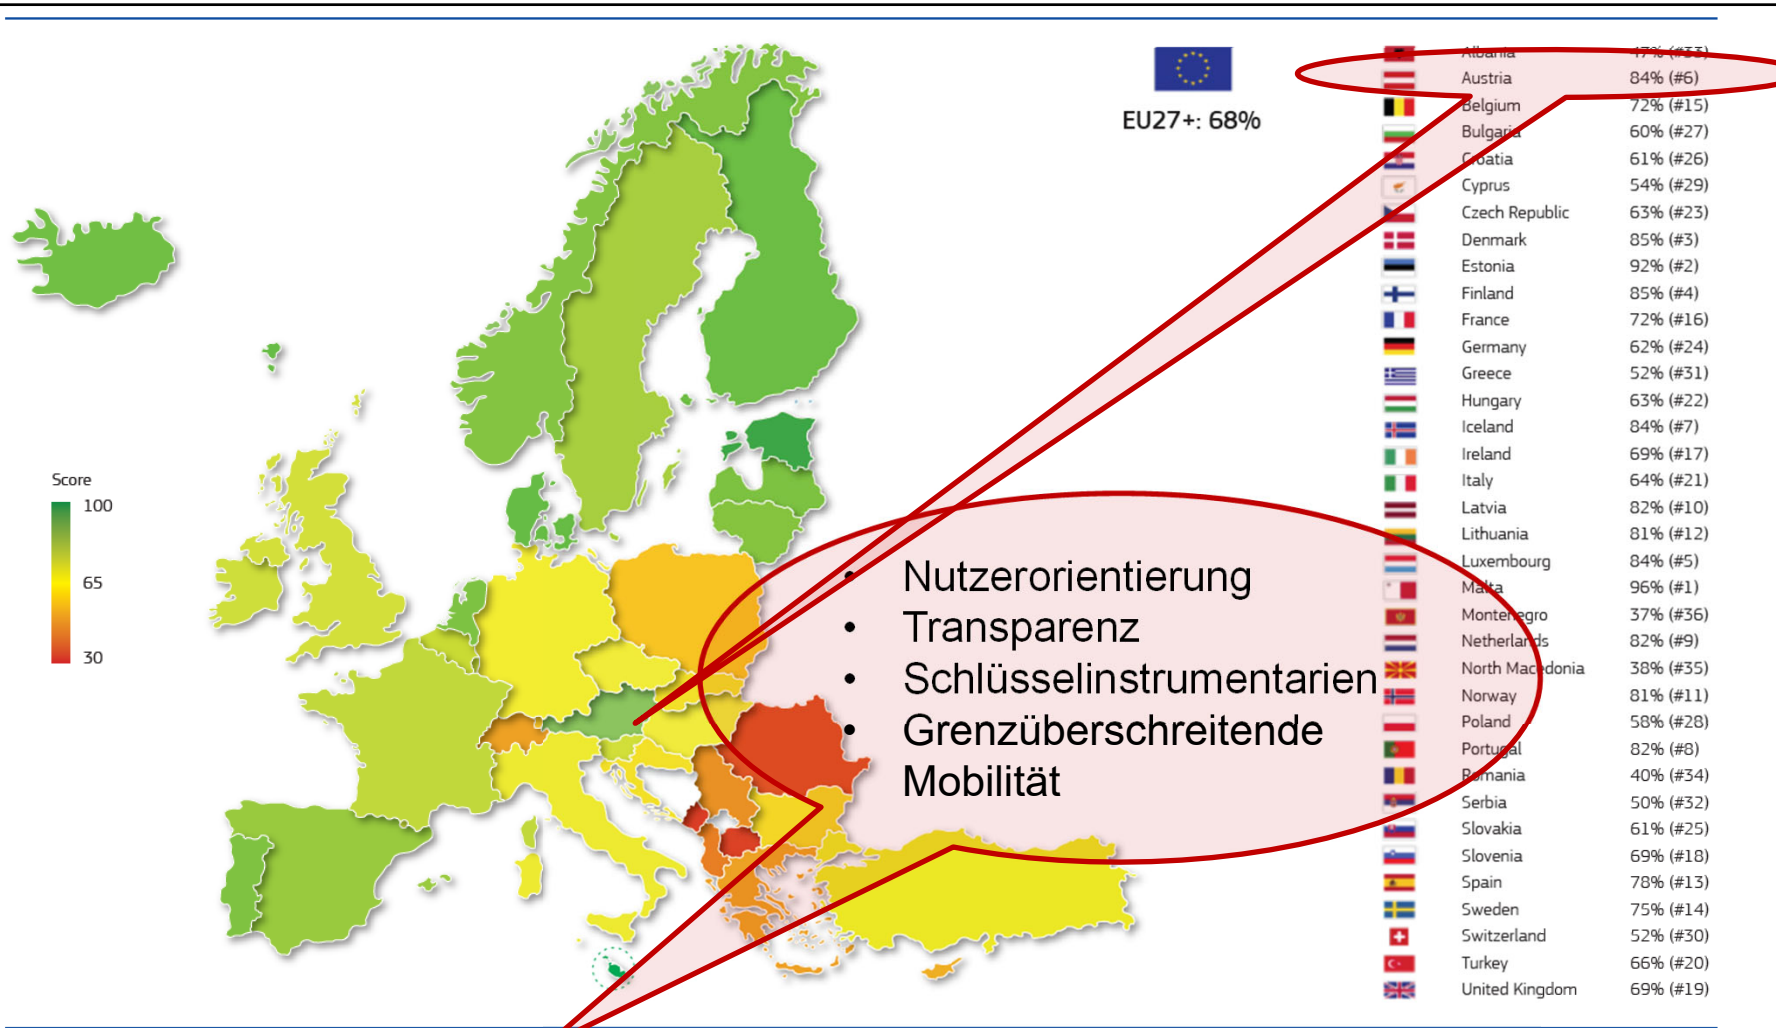 EU27+: 68%
Score
100
65
30
• Nutzerorientierung
• Transparenz
• Schlüsselinstrumentarien
• Grenzüberschreitende
Mobilität
Albania 47% (#33)
Austria 84% (#6)
Belgium 72% (#15)
Bulgaria 60% (#27)
Croatia 61% (#26)
Cyprus 54% (#29)
Czech Republic 63% (#23)
Denmark 85% (#3)
Estonia 92% (#2)
Finland 85% (#4)
France 72% (#16)
Germany 62% (#24)
Greece 52% (#31)
Hungary 63% (#22)
Iceland 84% (#7)
Ireland 69% (#17)
Italy 64% (#21)
Latvia 82% (#10)
Lithuania 81% (#12)
Luxembourg 84% (#5)
Malta 96% (#1)
Montenegro 37% (#36)
Netherlands 82% (#9)
North Macedonia 38% (#35)
Norway 81% (#11)
Poland 58% (#28)
Portugal 82% (#8)
Romania 40% (#34)
Serbia 50% (#32)
Slovakia 61% (#25)
Slovenia 69% (#18)
Spain 78% (#13)
Sweden 75% (#14)
Switzerland 52% (#30)
Turkey 66% (#20)
United Kingdom 69% (#19)